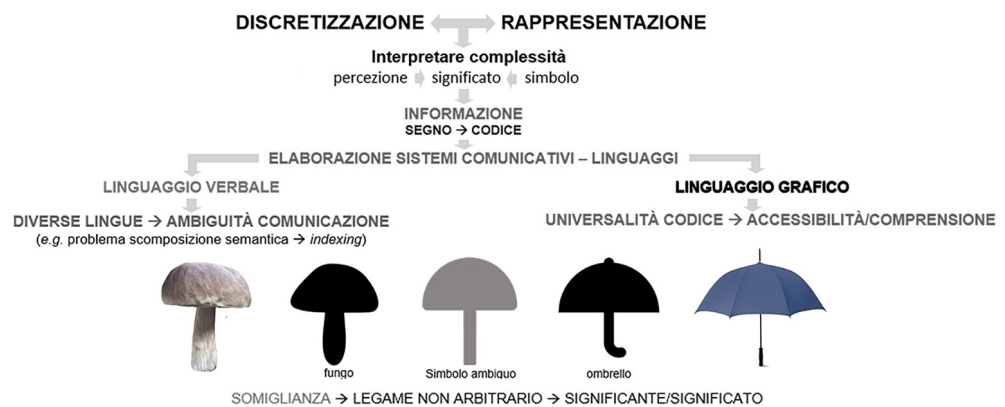 DISCRETIZZAZIONE RAPPRESENTAZIONE
Interpretare complessità
percezione significato simbolo
INFORMAZIONE
SEGNO → CODICE
ELABORAZIONE SISTEMI COMUNICATIVI – LINGUAGGI
LINGUAGGIO VERBALE
DIVERSE LINGUE → AMBIGUITÀ COMUNICAZIONE
(e.g. problema scomposizione semantica → indexing)
LINGUAGGIO GRAFICO
UNIVERSALITÀ CODICE → ACCESSIBILITÀ/COMPRENSIONE
fungo
Simbolo ambiguo
ombrello
SOMIGLIANZA → LEGAME NON ARBITRARIO → SIGNIFICANTE/SIGNIFICATO